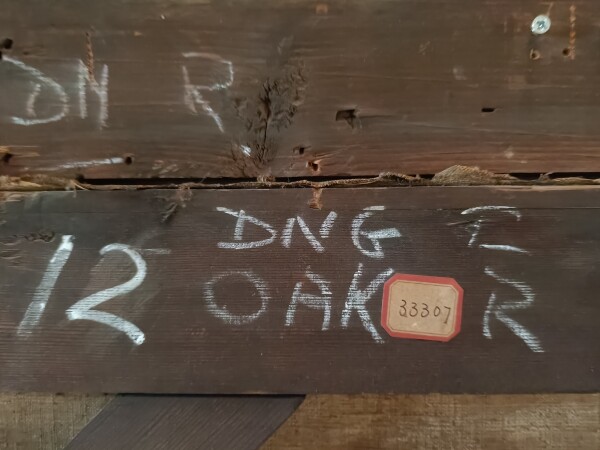 DN R
DNG E
12 OAK R
33307